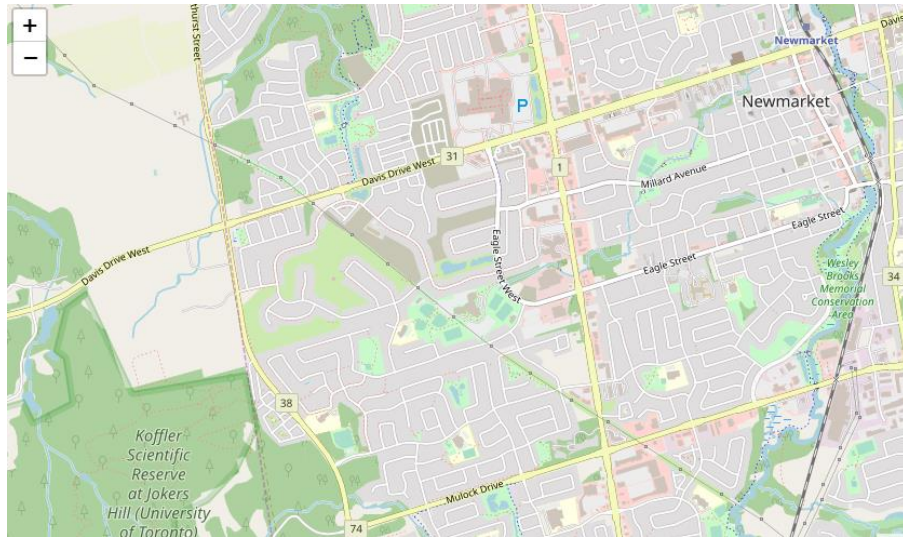 +
−
thurst Street
Newmarket
Davis
P
Newmarket
31
Davis Drive West
1
Millard Avenue
Eagle Street
Eagle Street West
Eagle Street
Davis Drive West
Wesley
Brooks
Memorial
Conservation
Area
34
38
Koffler
Scientific
Reserve
at Jokers
Hill (University
of Toronto)
Mulock Drive
74